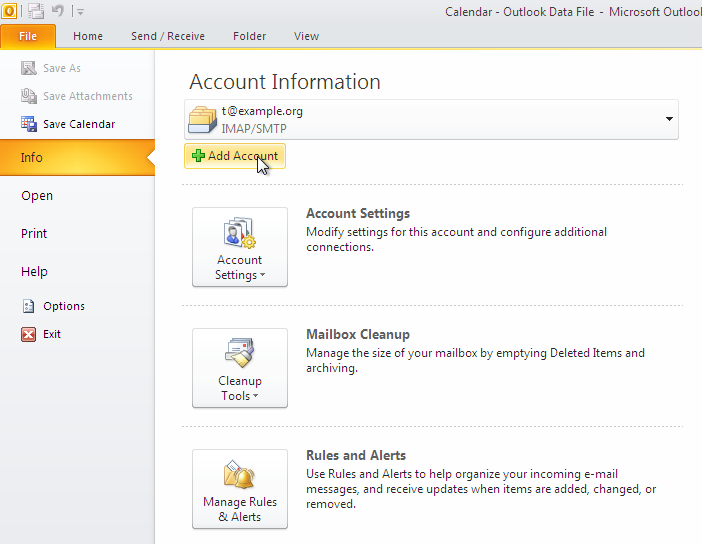 Calendar - Outlook Data File - Microsoft Outloo
File
Home
Send / Receive
Folder
View
Save As
Save Attachments
Save Calendar
Info
Open
Print
Help
Options
Exit
Account Information
t@example.org
IMAP/SMTP
Add Account
Account
Settings
Account Settings
Modify settings for this account and configure additional
connections.
Cleanup
Tools
Mailbox Cleanup
Manage the size of your mailbox by emptying Deleted Items and
archiving.
Manage Rules
& Alerts
Rules and Alerts
Use Rules and Alerts to help organize your incoming e-mail
messages, and receive updates when items are added, changed, or
removed.